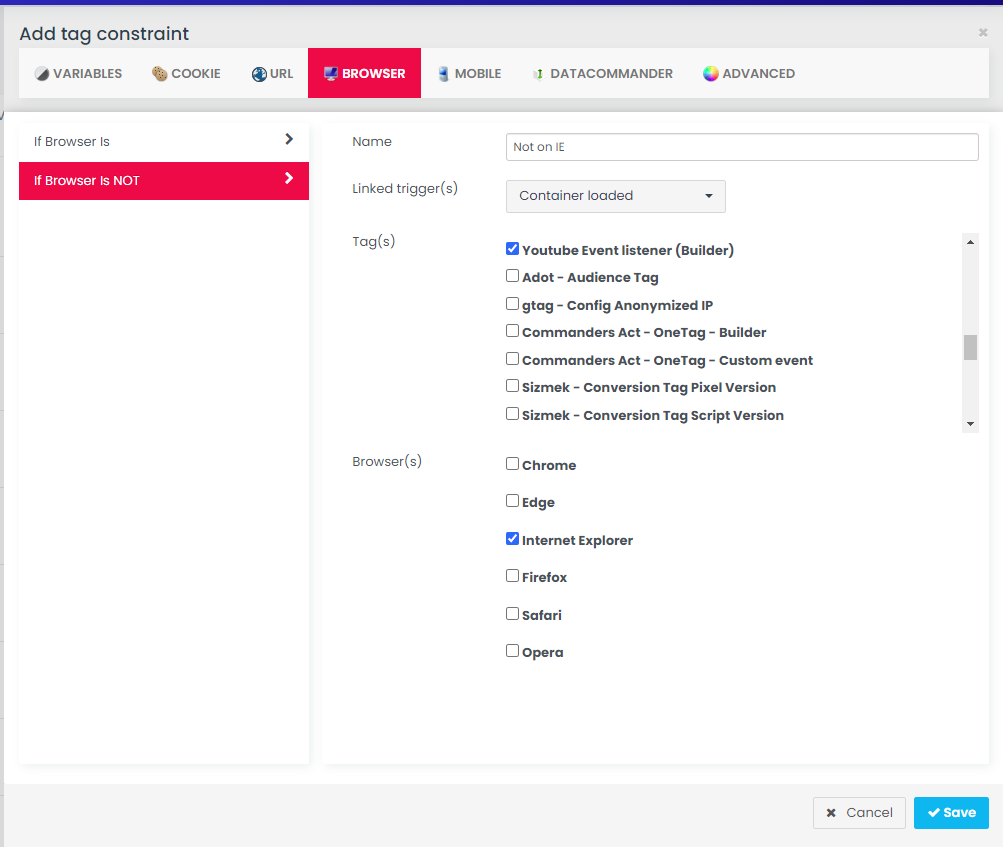 Add tag constraint
VARIABLES COOKIE URL BROWSER MOBILE DATACOMMANDER ADVANCED
If Browser Is
If Browser Is NOT
Name
Not on IE
Linked trigger(s)
Container loaded
Tag(s)
Youtube Event listener (Builder)
Adot - Audience Tag
gtag - Config Anonymized IP
Commanders Act - OneTag - Builder
Commanders Act - OneTag - Custom event
Sizmek - Conversion Tag Pixel Version
Sizmek - Conversion Tag Script Version
Browser(s)
Chrome
Edge
Internet Explorer
Firefox
Safari
Opera
Cancel
Save